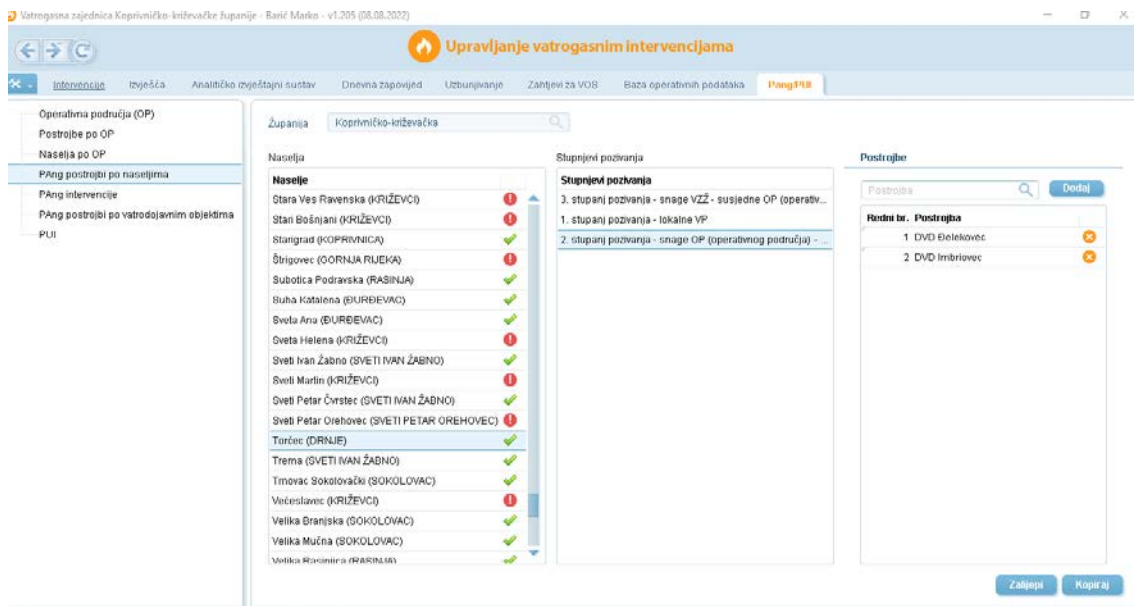 Vatrogasna zajednica Koprivničko-križevačke županije - Barić Marko - v1.205 (08.08.2022)
Upravljanje vatrogasnim intervencijama
Intervencije Izvješća Analitičko izvještajni sustav Dnevna zapovijed Uzbunjivanje Zahtjevi za VOS Baza operativnih podataka Pang/PUI
Operativna područja (OP)
Postrojbe po OP
Naselja po OP
PAng postrojbi po naseljima
PAng intervencije
PAng postrojbi po vatrodojavnim objektima
PUI
Županija Koprivničko-križevačka
Naselja
Naselje
Stara Ves Ravenska (KRIŽEVCI)
Stari Bošnjani (KRIŽEVCI)
Starigrad (KOPRIVNICA)
Štrigovec (GORNJA RIJEKA)
Subotica Podravska (RASINJA)
Suha Katalena (ĐURĐEVAC)
Sveta Ana (ĐURĐEVAC)
Sveta Helena (KRIŽEVCI)
Sveti Ivan Žabno (SVETI IVAN ŽABNO)
Sveti Martin (KRIŽEVCI)
Sveti Petar Čvrstec (SVETI IVAN ŽABNO)
Sveti Petar Orehovec (SVETI PETAR OREHOVEC)
Torčec (DRNJE)
Trema (SVETI IVAN ŽABNO)
Trnovac Sokolovački (SOKOLOVAC)
Većeslavec (KRIŽEVCI)
Velika Branjska (SOKOLOVAC)
Velika Mučna (SOKOLOVAC)
Velika Rasinjica (RASINJA)
Stupnjevi pozivanja
Stupnjevi pozivanja
3. stupanj pozivanja - snage VZŽ - susjedne OP (operativ...
1. stupanj pozivanja - lokalne VP
2. stupanj pozivanja - snage OP (operativnog područja) - ...
Postrojbe
Postrojba Dodaj
Redni br. Postrojba
1 DVD Đelekovec
2 DVD Imbriovec
Zalijepi Kopiraj